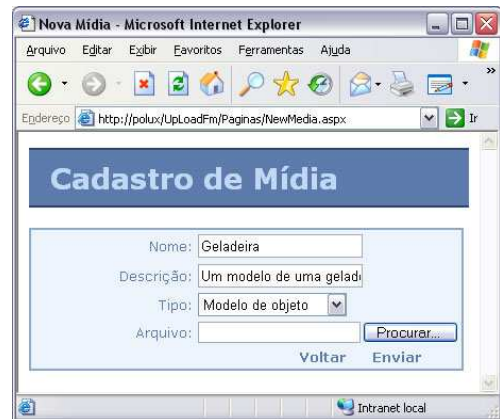 Nova Mídia - Microsoft Internet Explorer
Arquivo Editar Exibir Favoritos Ferramentas Ajuda
Endereço http://polux/UpLoadFm/Paginas/NewMedia.aspx Ir
Cadastro de Mídia
Nome: Geladeira
Descrição: Um modelo de uma gelad
Tipo: Modelo de objeto
Arquivo: Procurar...
Voltar Enviar
Intranet local